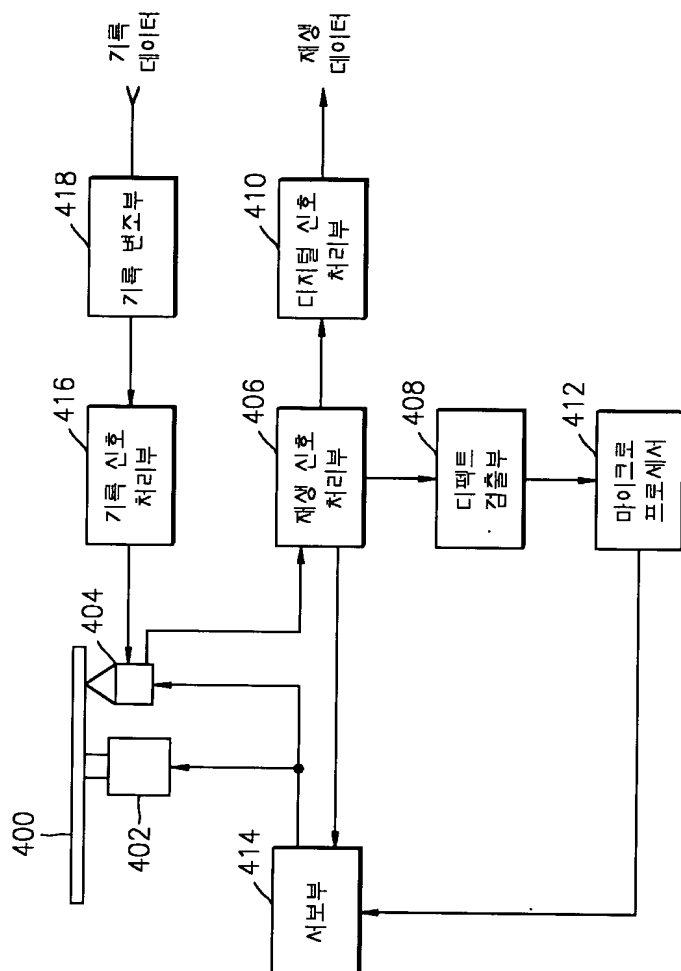 400
402
404
416
기록 신호
처리부
418
기록 변조부
기록
데이터
406
재생 신호
처리부
410
디지털 신호
처리부
재생
데이터
408
디펙트
검출부
414
서보부
412
마이크로
프로세서